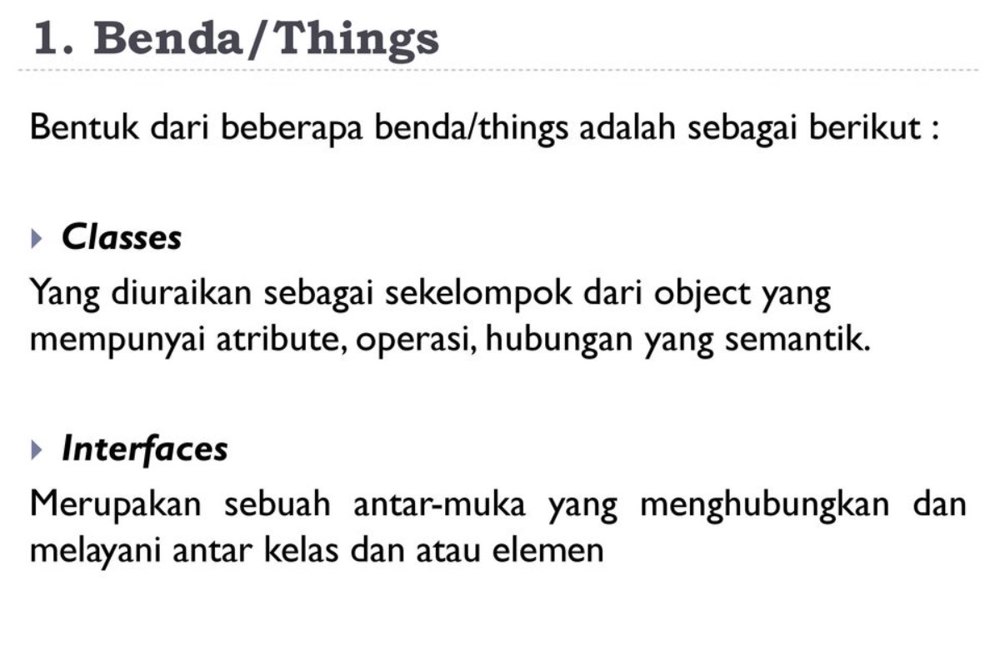 1. Benda/Things
Bentuk dari beberapa benda/things adalah sebagai berikut :
Classes
Yang diuraikan sebagai sekelompok dari object yang
mempunyai atribute, operasi, hubungan yang semantik.
Interfaces
Merupakan sebuah antar-muka yang menghubungkan dan
melayani antar kelas dan atau elemen